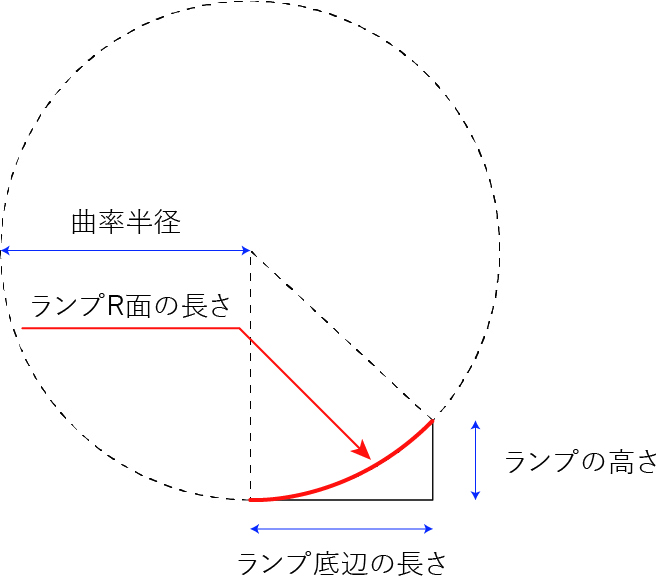 曲率半径
ランプR面の長さ
ランプの高さ
ランプ底辺の長さ